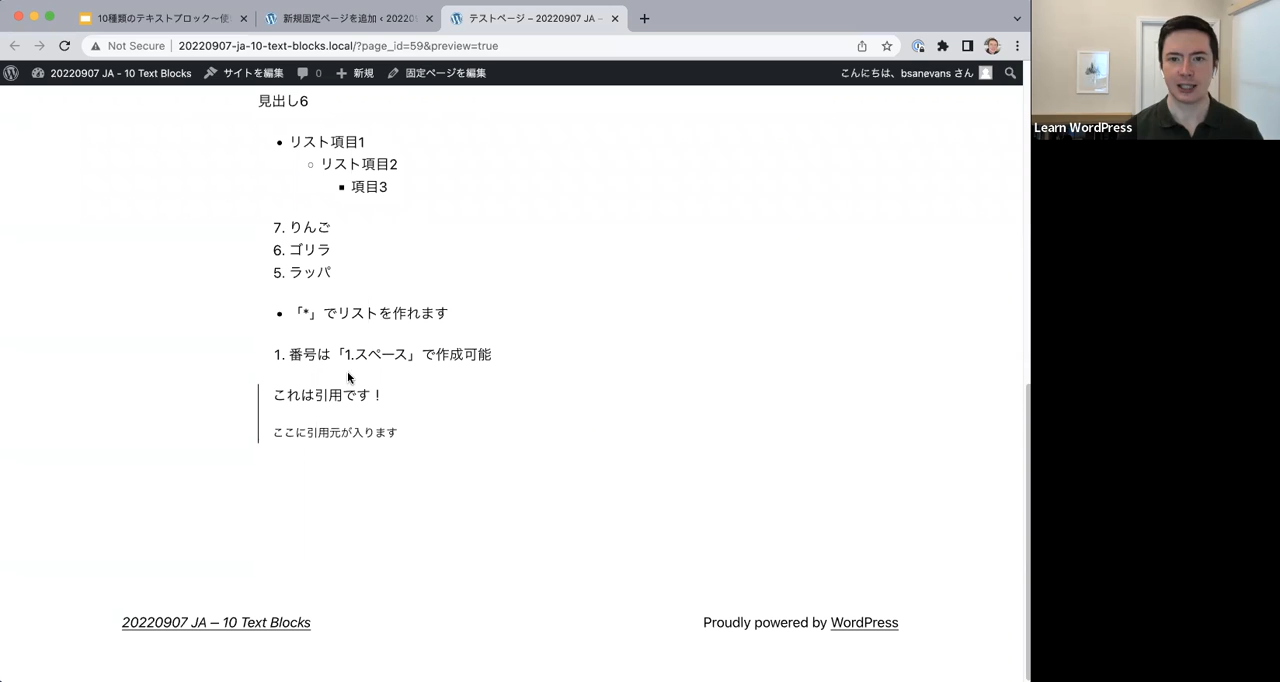 10種類のテキストブロック～使
新規固定ページを追加 ‹ 20220
テストページ – 20220907 JA –
Not Secure
20220907-ja-10-text-blocks.local/?page_id=59&preview=true
20220907 JA - 10 Text Blocks
サイトを編集
0
新規
固定ページを編集
こんにちは、bsanevans さん
見出し6
リスト項目1
リスト項目2
項目3
7. りんご
6. ゴリラ
5. ラッパ
「*」でリストを作れます
1. 番号は「1.スペース」で作成可能
これは引用です！
ここに引用元が入ります
20220907 JA – 10 Text Blocks
Proudly powered by WordPress
Learn WordPress